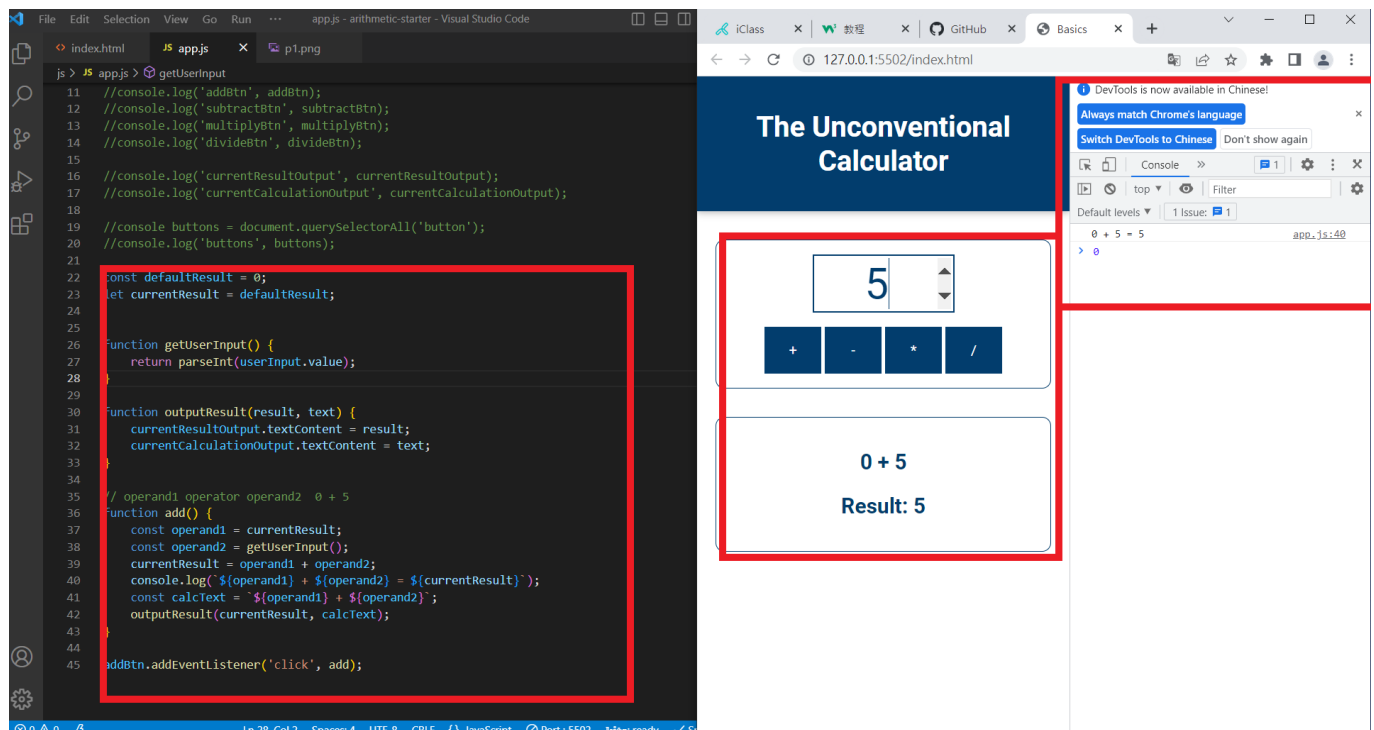 File Edit Selection View Go Run ··· app.js - arithmetic-starter - Visual Studio Code
index.html JS app.js × p1.png
js > JS app.js > getUserInput
11 //console.log('addBtn', addBtn);
12 //console.log('subtractBtn', subtractBtn);
13 //console.log('multiplyBtn', multiplyBtn);
14 //console.log('divideBtn', divideBtn);
15
16 //console.log('currentResultOutput', currentResultOutput);
17 //console.log('currentCalculationOutput', currentCalculationOutput);
18
19 //console buttons = document.querySelectorAll('button');
20 //console.log('buttons', buttons);
21
22 const defaultResult = 0;
23 let currentResult = defaultResult;
24
25
26 function getUserInput() {
27 return parseInt(userInput.value);
28 }
29
30 function outputResult(result, text) {
31 currentResultOutput.textContent = result;
32 currentCalculationOutput.textContent = text;
33 }
34
35 // operand1 operator operand2 0 + 5
36 function add() {
37 const operand1 = currentResult;
38 const operand2 = getUserInput();
39 currentResult = operand1 + operand2;
40 console.log(`${operand1} + ${operand2} = ${currentResult}`);
41 const calcText = `${operand1} + ${operand2}`;
42 outputResult(currentResult, calcText);
43 }
44
45 addBtn.addEventListener('click', add);
iClass × 教程 × GitHub × Basics × +
127.0.0.1:5502/index.html
The Unconventional
Calculator
5
+ - * /
0 + 5
Result: 5
DevTools is now available in Chinese!
Always match Chrome's language
Switch DevTools to Chinese Don't show again
Console » 1
top ▼ Filter
Default levels ▼ 1 Issue: 1
0 + 5 = 5 app.js:40
> 0